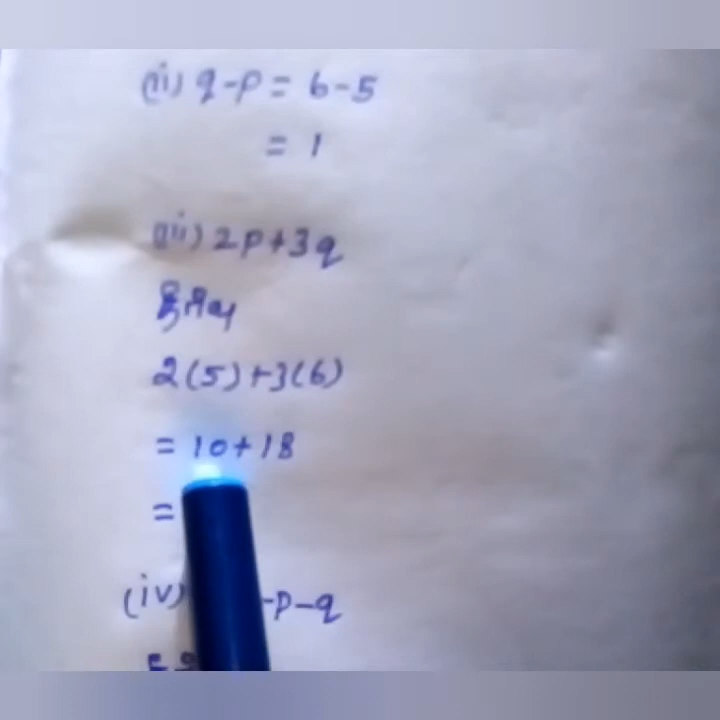 (ii) q-p = 6-5
= 1
(iii) 2p+3q
2(5)+3(6)
= 10+18
=
(iv) -p-q